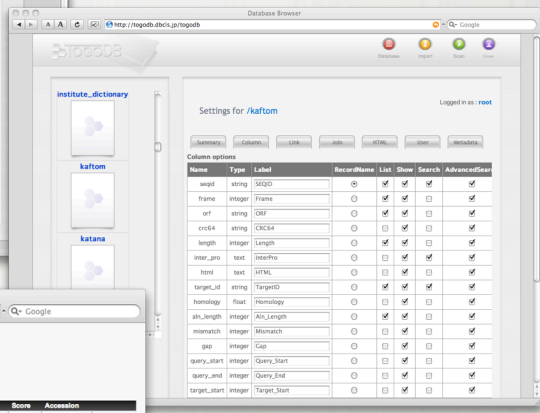 Database Browser
A A http://togodb.dbcls.jp/togodb Google
TOGODB
Database Import Scan
institute_dictionary
kaftom
katana
Logged in as : root
Settings for /kaftom
Summary Column Link Join HTML User Metadata
Column options
Name Type Label RecordName List Show Search AdvancedSear
seqid string SEQID
frame integer Frame
orf string ORF
crc64 string CRC64
length integer Length
inter_pro text InterPro
html text HTML
target_id string TargetID
homology float Homology
aln_length integer Aln_Length
mismatch integer Mismatch
gap integer Gap
query_start integer Query_Start
query_end integer Query_End
target_start integer Target_Start
Google
Score Accession